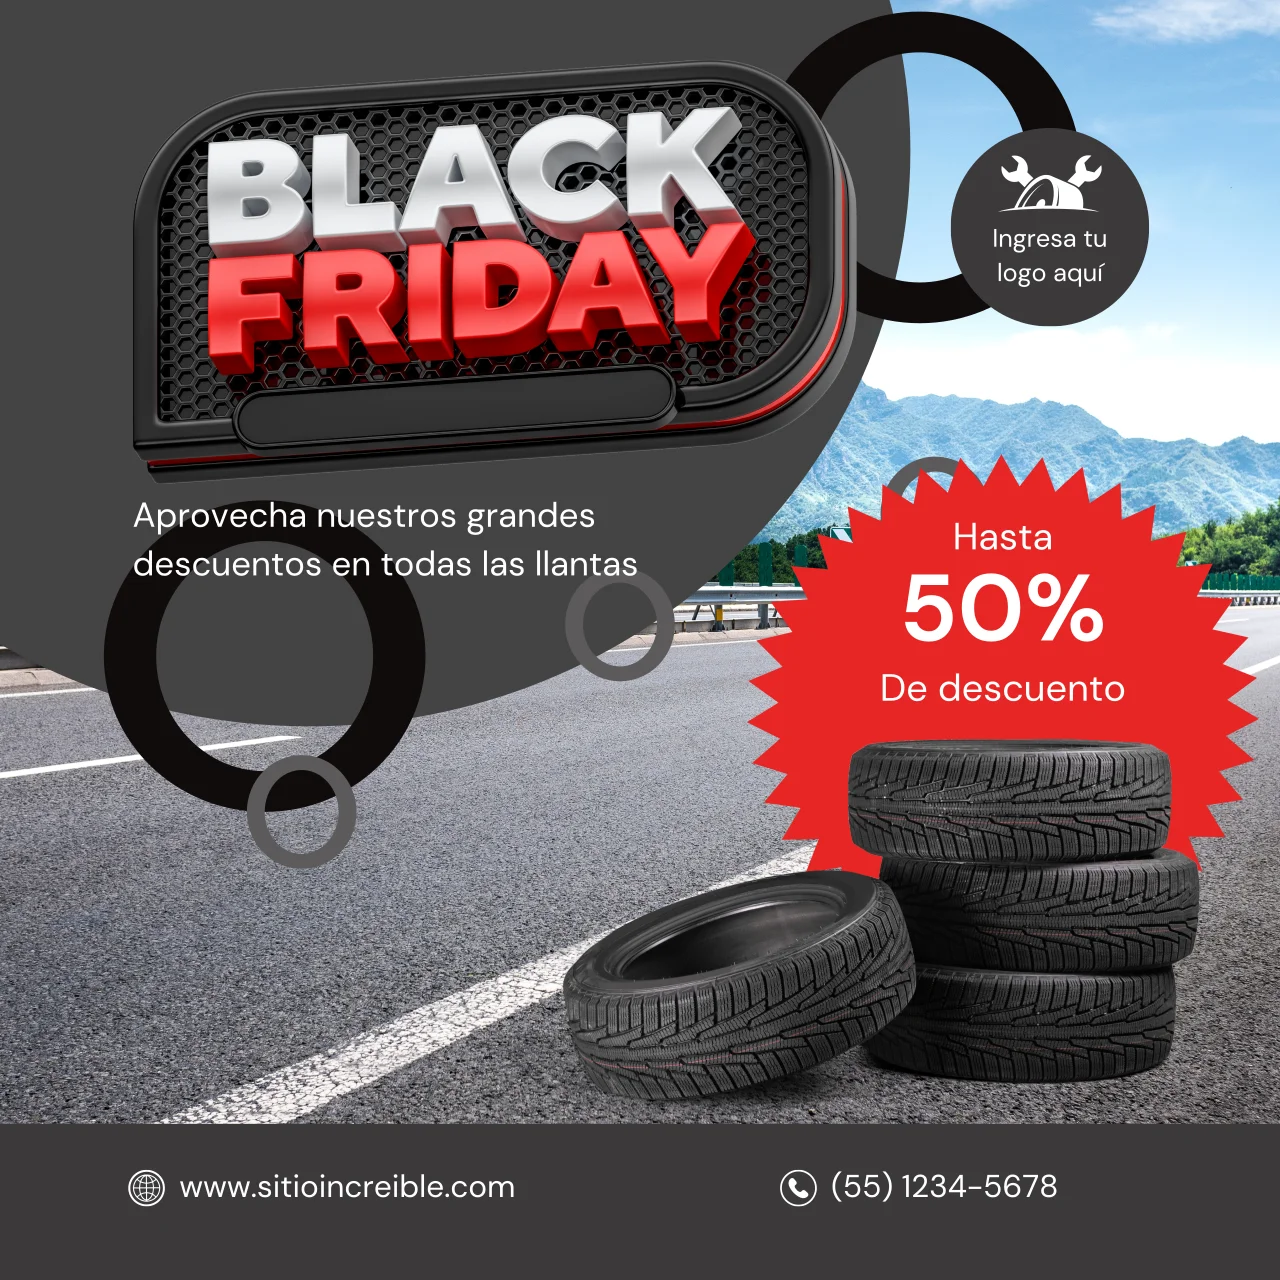 BLACK
FRIDAY
Ingresa tu
logo aquí
Aprovecha nuestros grandes
descuentos en todas las llantas
Hasta
50%
De descuento
www.sitioincreible.com
(55) 1234-5678